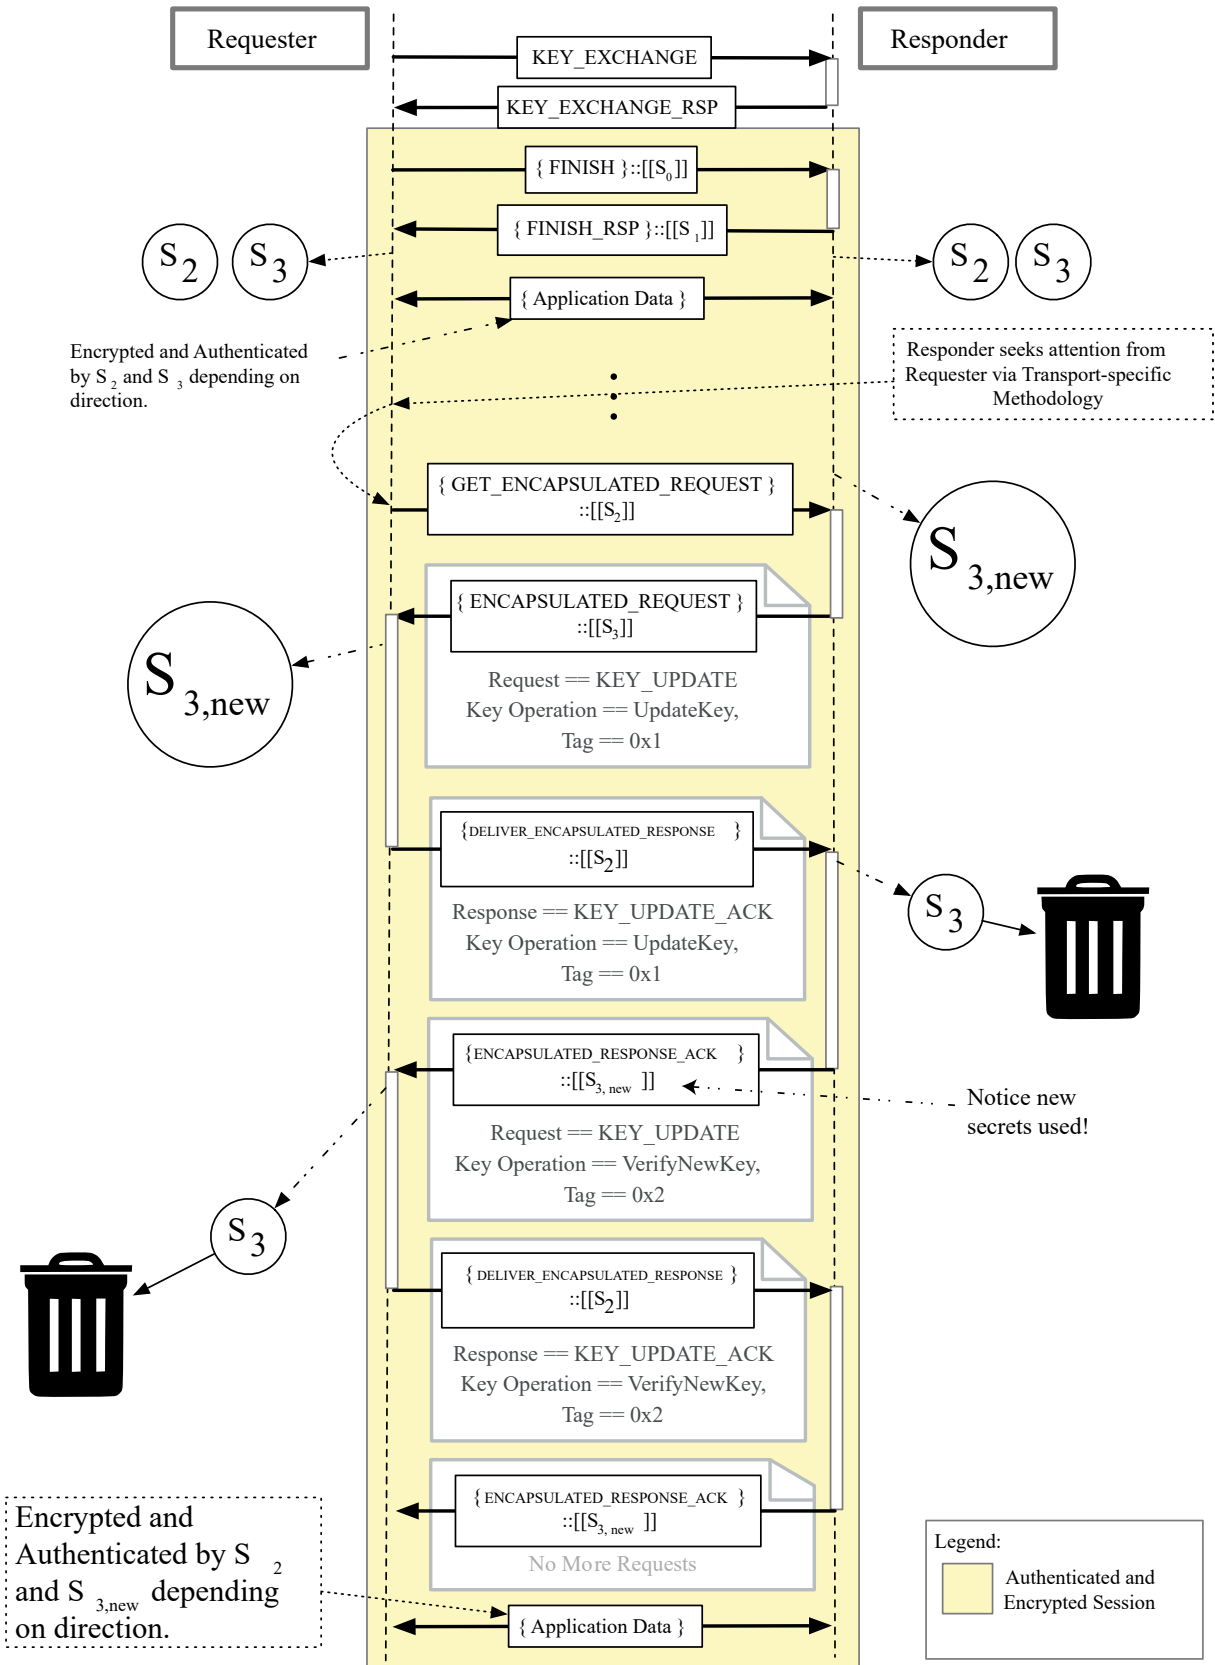 Requester
Responder
KEY_EXCHANGE
KEY_EXCHANGE_RSP
{ FINISH }::[[S0]]
{ FINISH_RSP }::[[S1]]
S2
S3
S2
S3
{ Application Data }
Encrypted and Authenticated
by S2 and S3 depending on
direction.
Responder seeks attention from
Requester via Transport-specific
Methodology
{ GET_ENCAPSULATED_REQUEST }
::[[S2]]
S3,new
{ ENCAPSULATED_REQUEST }
::[[S3]]
S3,new
Request == KEY_UPDATE
Key Operation == UpdateKey,
Tag == 0x1
{DELIVER_ENCAPSULATED_RESPONSE }
::[[S2]]
S3
Response == KEY_UPDATE_ACK
Key Operation == UpdateKey,
Tag == 0x1
{ENCAPSULATED_RESPONSE_ACK }
::[[S3, new ]]
Notice new
secrets used!
Request == KEY_UPDATE
Key Operation == VerifyNewKey,
Tag == 0x2
S3
{ DELIVER_ENCAPSULATED_RESPONSE }
::[[S2]]
Response == KEY_UPDATE_ACK
Key Operation == VerifyNewKey,
Tag == 0x2
{ENCAPSULATED_RESPONSE_ACK }
::[[S3, new ]]
No More Requests
Encrypted and
Authenticated by S2
and S3,new depending
on direction.
{ Application Data }
Legend:
Authenticated and
Encrypted Session